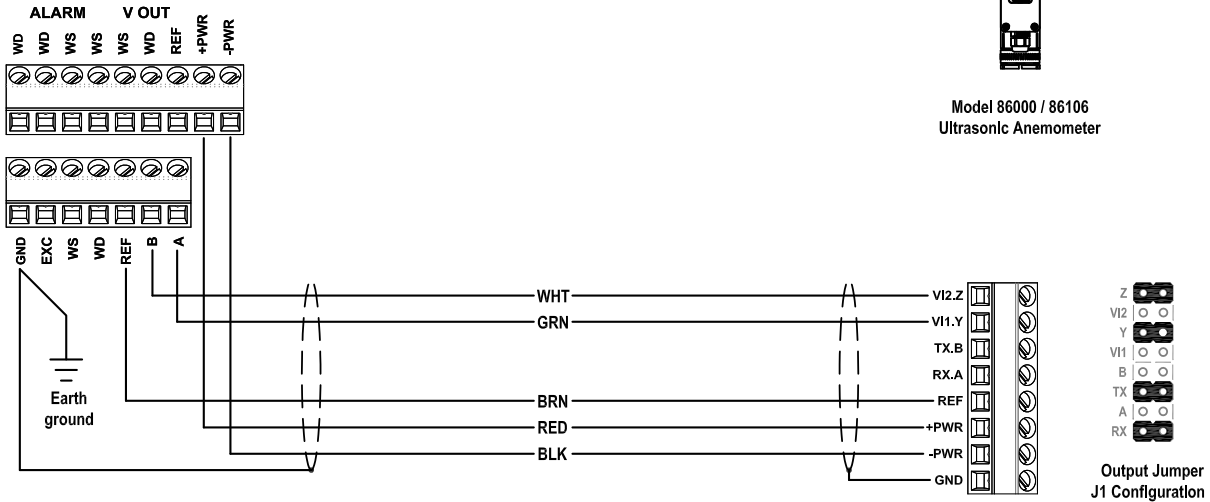 ALARM V OUT
WD WD WS WS WS WD REF +PWR -PWR
Model 86000 / 86106
Ultrasonic Anemometer
GND EXC WS WD REF B A
WHT
GRN
BRN
RED
BLK
Earth
ground
VI2.Z
VI1.Y
TX.B
RX.A
REF
+PWR
-PWR
GND
Z
VI2
Y
VI1
B
TX
A
RX
Output Jumper
J1 Configuration